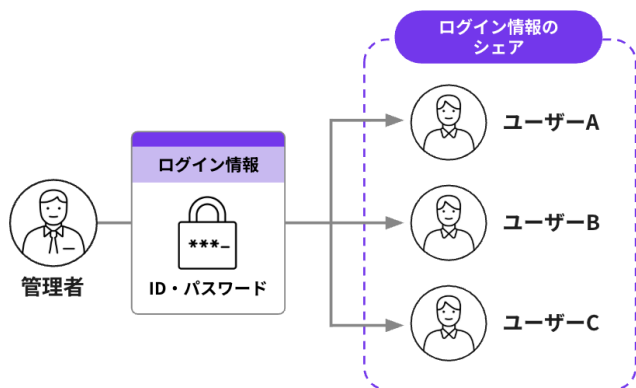 ログイン情報の
シェア
ユーザーA
ログイン情報
***_
ユーザーB
管理者
ID・パスワード
ユーザーC